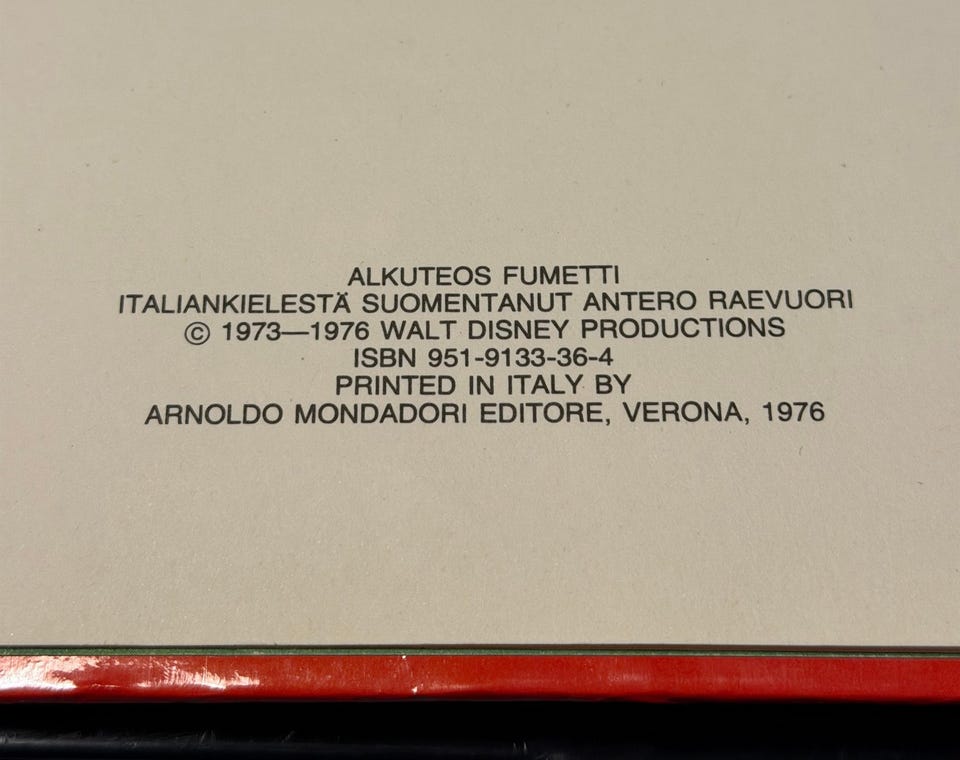 ALKUTEOS FUMETTI
ITALIANKIELESTÄ SUOMENTANUT ANTERO RAEVUORI
© 1973—1976 WALT DISNEY PRODUCTIONS
ISBN 951-9133-36-4
PRINTED IN ITALY BY
ARNOLDO MONDADORI EDITORE, VERONA, 1976